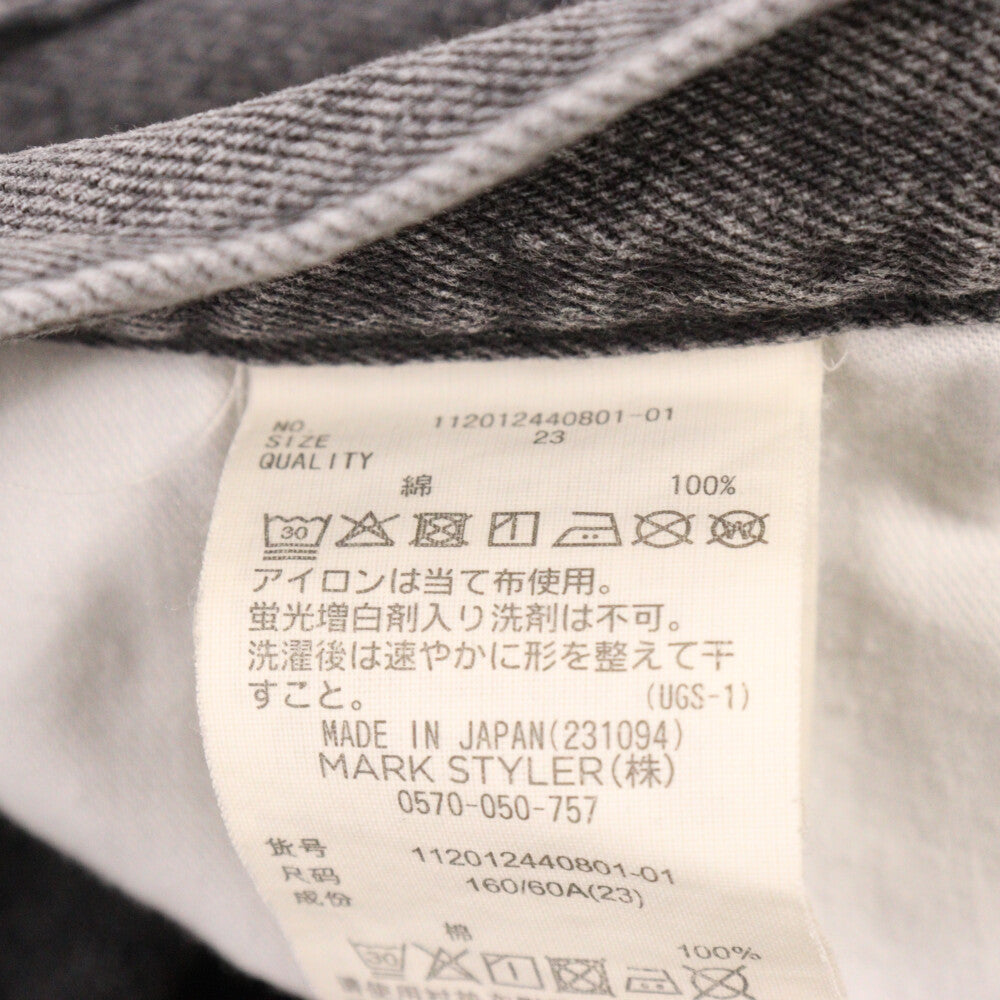 NO. 112012440801-01
SIZE 23
QUALITY
綿 100%
30
アイロンは当て布使用。
蛍光増白剤入り洗剤は不可。
洗濯後は速やかに形を整えて干
すこと。 (UGS-1)
MADE IN JAPAN(231094)
MARK STYLER(株)
0570-050-757
货号 112012440801-01
尺码 160/60A(23)
成份
棉 100%
30